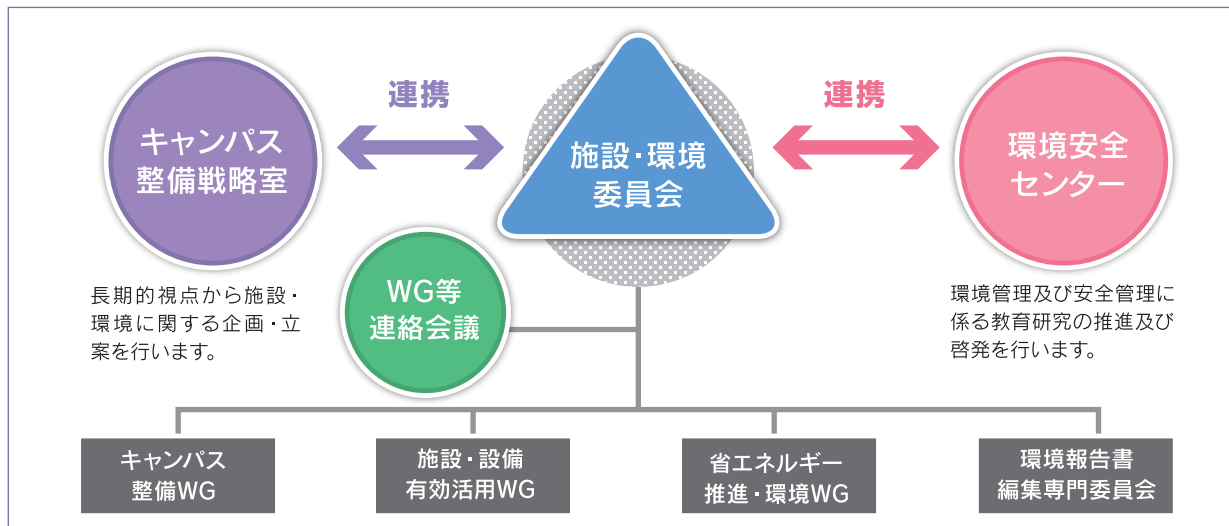 キャンパス
整備戦略室
連携
施設・環境
委員会
連携
環境安全
センター
長期的視点から施設・
環境に関する企画・立
案を行います。
WG等
連絡会議
環境管理及び安全管理に
係る教育研究の推進及び
啓発を行います。
キャンパス
整備WG
施設・設備
有効活用WG
省エネルギー
推進・環境WG
環境報告書
編集専門委員会